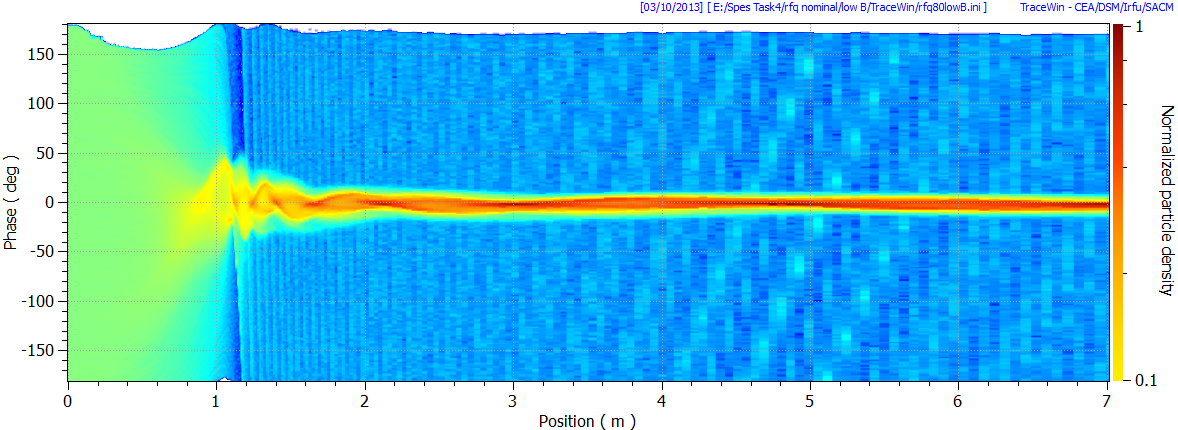 [03/10/2013] [ E:/Spes Task4/rfq nominal/low B/TraceWin/rfq80lowB.ini ] TraceWin - CEA/DSM/Irfu/SACM
150
100
50
0
-50
-100
-150
Phase ( deg )
0 1 2 3 4 5 6 7
Position ( m )
1
0.1
Normalized particle density